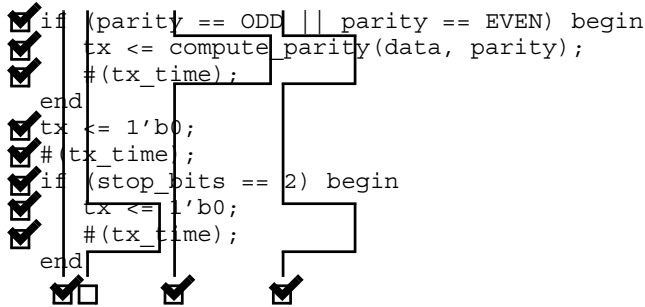 if (parity == ODD || parity == EVEN) begin
tx <= compute_parity(data, parity);
#(tx_time);
end
tx <= 1’b0;
#(tx_time);
if (stop_bits == 2) begin
tx <= 1’b0;
#(tx_time);
end